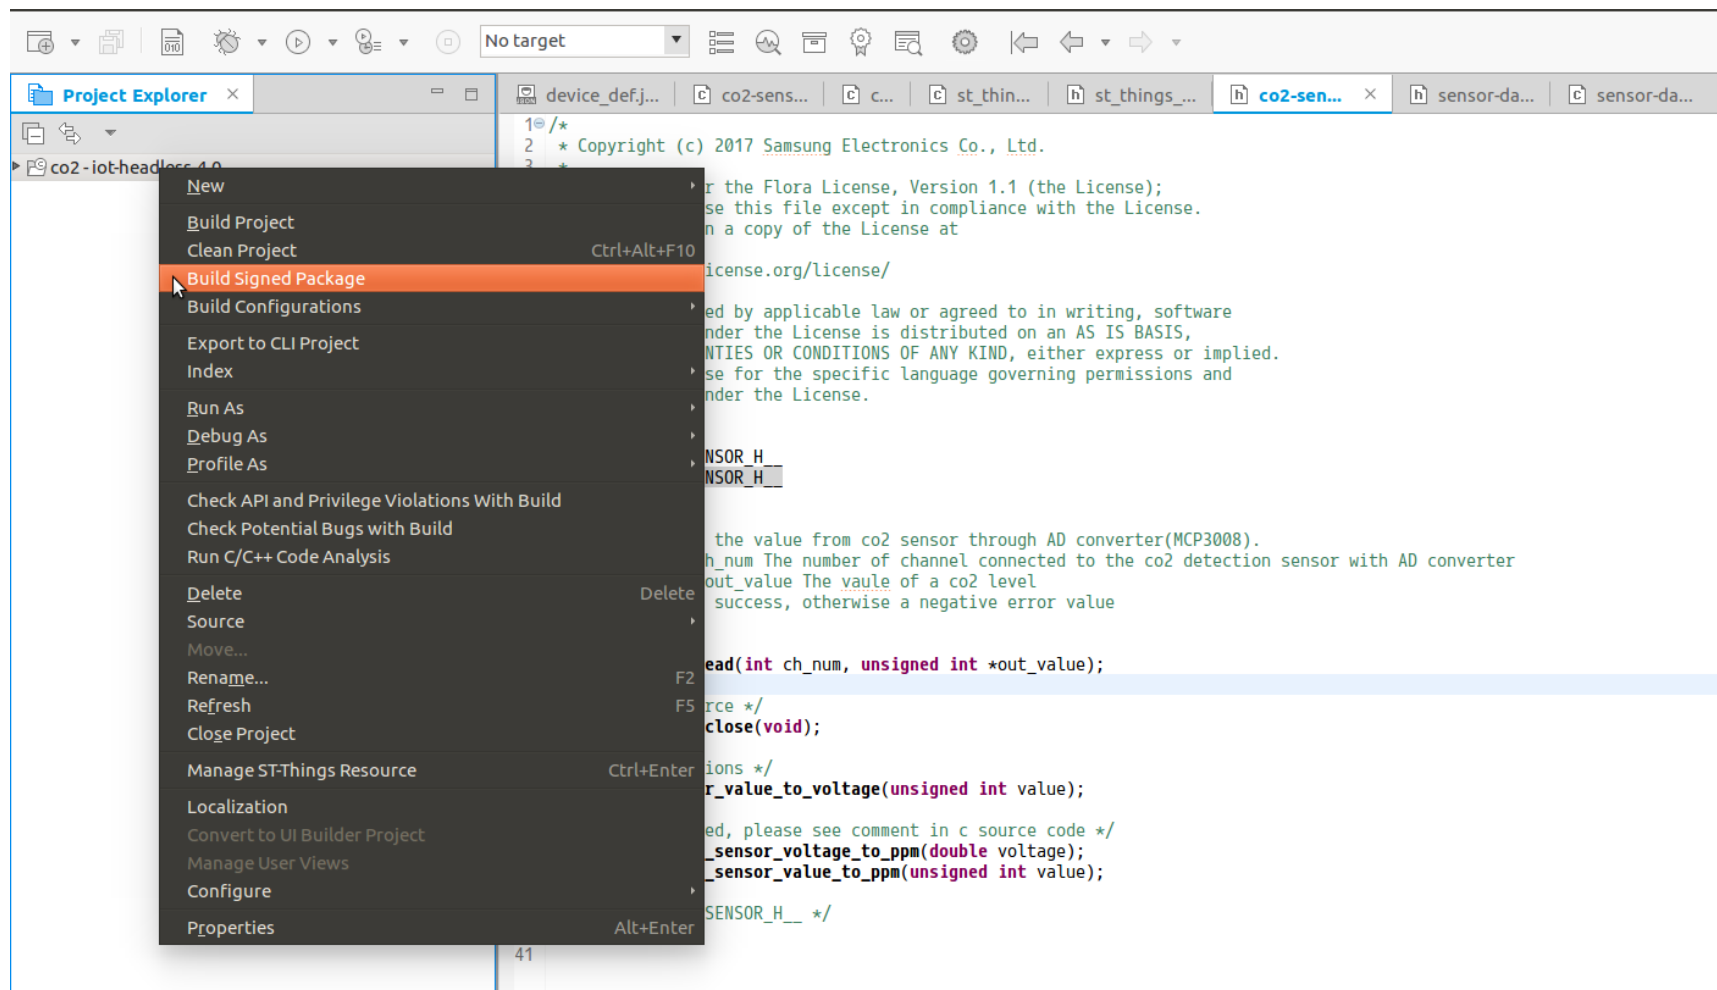 No target
Project Explorer
device_def.j...
co2-sens...
c...
st_thin...
st_things_...
co2-sen...
sensor-da...
sensor-da...
co2 - iot-headless-4.0
New
Build Project
Clean Project Ctrl+Alt+F10
Build Signed Package
Build Configurations
Export to CLI Project
Index
Run As
Debug As
Profile As
Check API and Privilege Violations With Build
Check Potential Bugs with Build
Run C/C++ Code Analysis
Delete Delete
Source
Move...
Rename... F2
Refresh F5
Close Project
Manage ST-Things Resource Ctrl+Enter
Localization
Convert to UI Builder Project
Manage User Views
Configure
Properties Alt+Enter
1 /*
2 * Copyright (c) 2017 Samsung Electronics Co., Ltd.
3 *
r the Flora License, Version 1.1 (the License);
se this file except in compliance with the License.
n a copy of the License at
icense.org/license/
ed by applicable law or agreed to in writing, software
nder the License is distributed on an AS IS BASIS,
NTIES OR CONDITIONS OF ANY KIND, either express or implied.
se for the specific language governing permissions and
nder the License.
NSOR_H__
NSOR_H__
the value from co2 sensor through AD converter(MCP3008).
h_num The number of channel connected to the co2 detection sensor with AD converter
out_value The vaule of a co2 level
success, otherwise a negative error value
ead(int ch_num, unsigned int *out_value);
rce */
close(void);
ions */
r_value_to_voltage(unsigned int value);
ed, please see comment in c source code */
_sensor_voltage_to_ppm(double voltage);
_sensor_value_to_ppm(unsigned int value);
SENSOR_H__ */
41